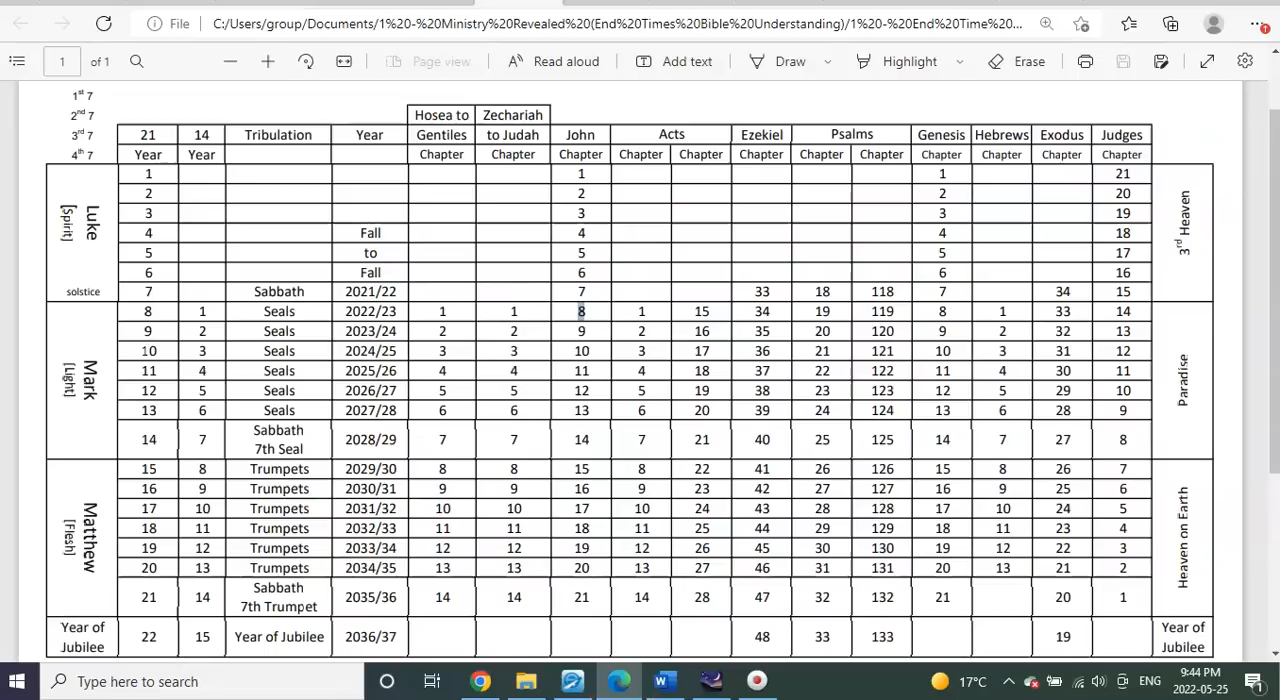 File C:/Users/group/Documents/1%20-%20Ministry%20Revealed(End%20Times%20Bible%20Understanding)/1%20-%20End%20Time%20...
1 of 1 Page view Read aloud Add text Draw Highlight Erase
1st 7
2nd 7 Hosea to Zechariah
3rd 7 21 14 Tribulation Year Gentiles to Judah John Acts Ezekiel Psalms Genesis Hebrews Exodus Judges
4th 7 Year Year Chapter Chapter Chapter Chapter Chapter Chapter Chapter Chapter Chapter Chapter Chapter Chapter
Luke
[Spirit]
3rd Heaven
1 1 1 21
2 2 2 20
3 3 3 19
4 Fall 4 4 18
5 to 5 5 17
6 Fall 6 6 16
solstice 7 Sabbath 2021/22 7 33 18 118 7 34 15
Mark
[Light]
Paradise
8 1 Seals 2022/23 1 1 8 1 15 34 19 119 8 1 33 14
9 2 Seals 2023/24 2 2 9 2 16 35 20 120 9 2 32 13
10 3 Seals 2024/25 3 3 10 3 17 36 21 121 10 3 31 12
11 4 Seals 2025/26 4 4 11 4 18 37 22 122 11 4 30 11
12 5 Seals 2026/27 5 5 12 5 19 38 23 123 12 5 29 10
13 6 Seals 2027/28 6 6 13 6 20 39 24 124 13 6 28 9
Sabbath
14 7 7th Seal 2028/29 7 7 14 7 21 40 25 125 14 7 27 8
Matthew
[Flesh]
Heaven on Earth
15 8 Trumpets 2029/30 8 8 15 8 22 41 26 126 15 8 26 7
16 9 Trumpets 2030/31 9 9 16 9 23 42 27 127 16 9 25 6
17 10 Trumpets 2031/32 10 10 17 10 24 43 28 128 17 10 24 5
18 11 Trumpets 2032/33 11 11 18 11 25 44 29 129 18 11 23 4
19 12 Trumpets 2033/34 12 12 19 12 26 45 30 130 19 12 22 3
20 13 Trumpets 2034/35 13 13 20 13 27 46 31 131 20 13 21 2
Sabbath
21 14 7th Trumpet 2035/36 14 14 21 14 28 47 32 132 21 20 1
Year of Jubilee 22 15 Year of Jubilee 2036/37 48 33 133 19 Year of Jubilee
Type here to search 17°C ENG 9:44 PM
2022-05-25 1